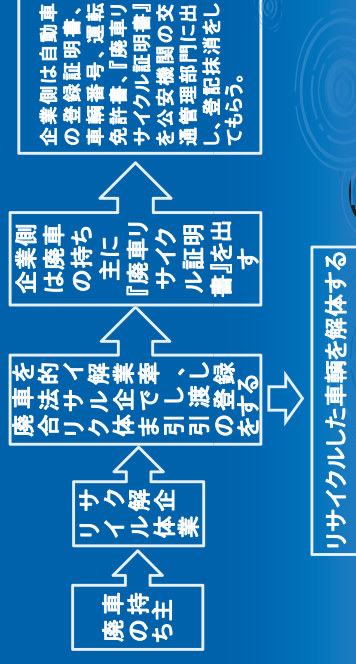 廃車
の持
ち主
リサ
イク
ル解
体企
業
廃車を
合法的
リサイ
クル解
体企業
まで牽
引し、
引渡し
の登録
をする
企業側
は廃車
の持ち
主に
『廃車リ
サイク
ル証明
書』を出
す
企業側は自動車
の登録証明書、
車輌番号、運転
免許書、『廃車リ
サイクル証明書』
を公安機関の交
通管理部門に出
し、登記抹消をし
てもらう。
リサイクルした車輌を解体する